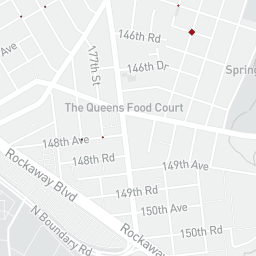 146th Rd
177th St
h Ave
146th Dr
Spring
The Queens Food Court
148th Ave
148th Rd
149th Ave
Rockaway Blvd
149th Rd
150th Ave
N Boundary Rd
Rockaway
150th Rd